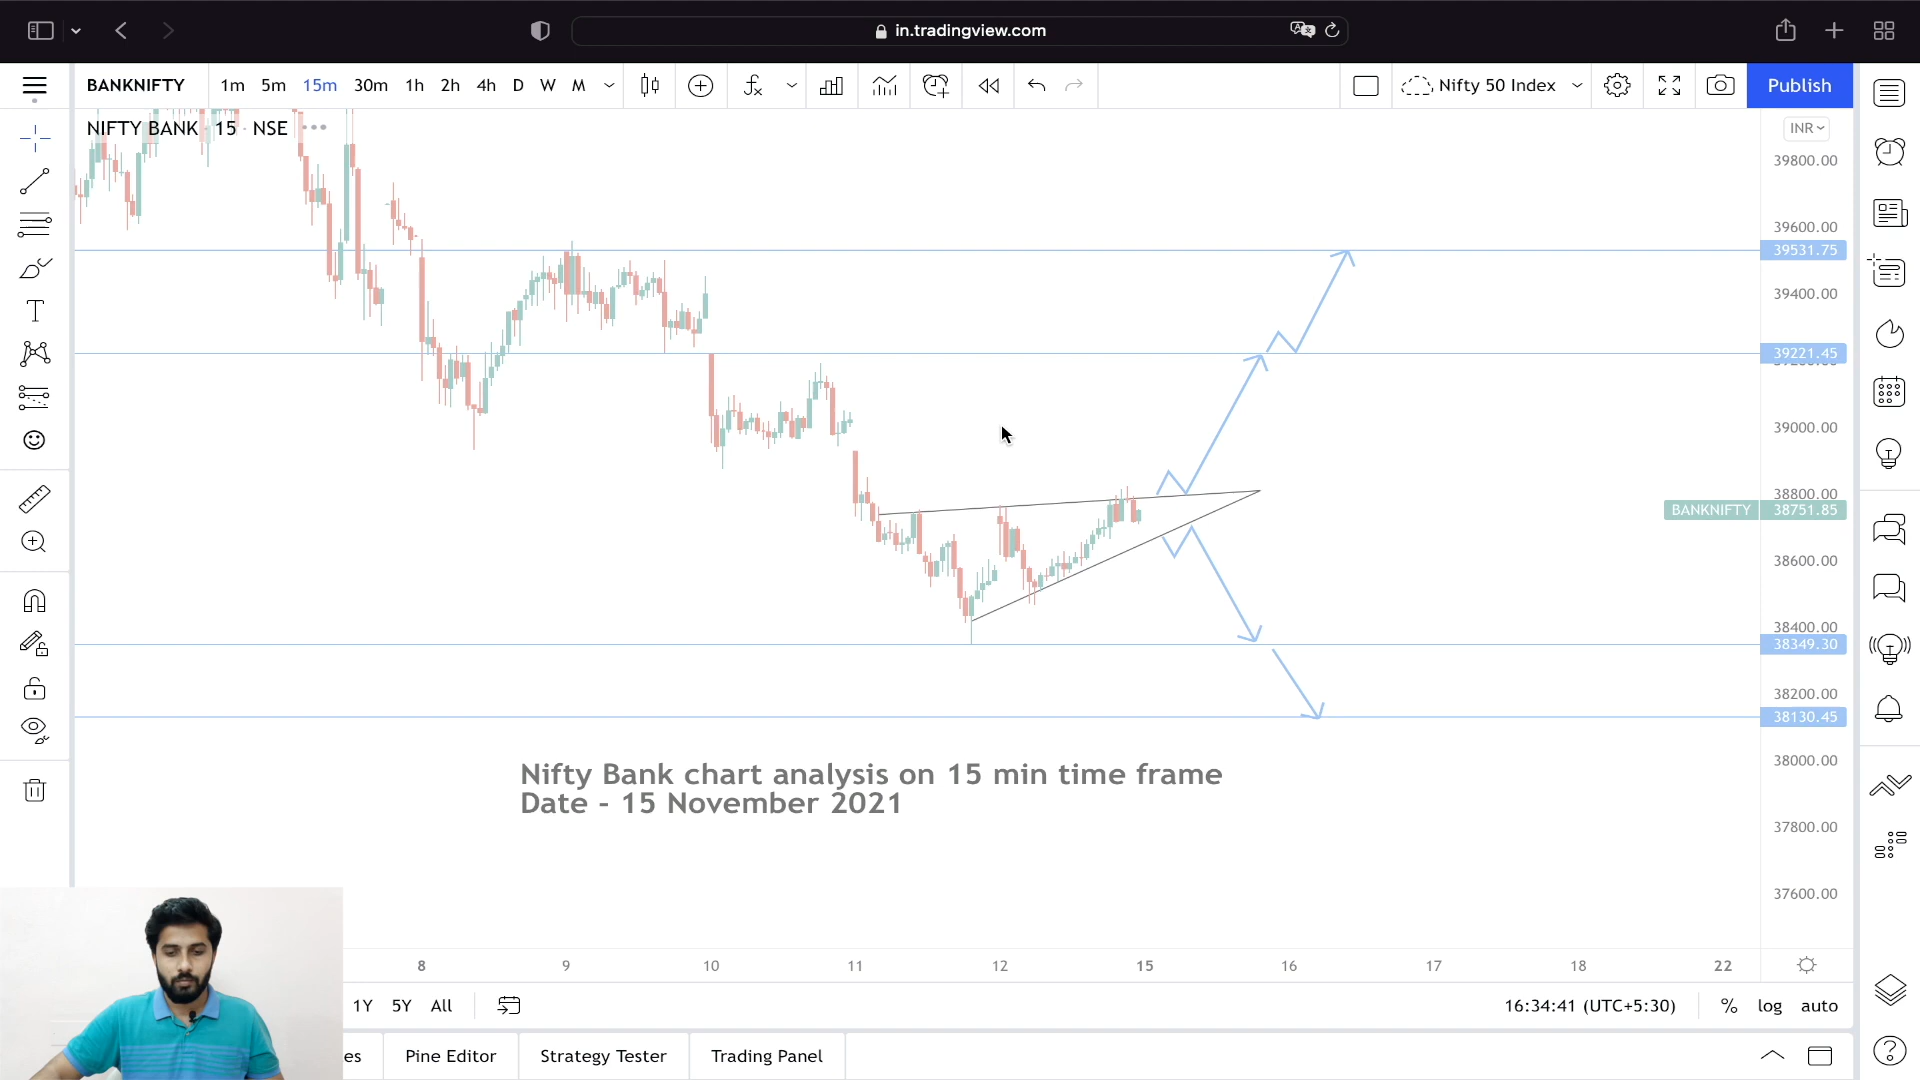 in.tradingview.com
BANKNIFTY 1m 5m 15m 30m 1h 2h 4h D W M Nifty 50 Index Publish
NIFTY BANK · 15 · NSE
INR
39800.00
39600.00
39531.75
39400.00
39221.45
39000.00
38800.00
BANKNIFTY 38751.85
38600.00
38400.00
38349.30
38200.00
38130.45
38000.00
37800.00
37600.00
Nifty Bank chart analysis on 15 min time frame
Date - 15 November 2021
8 9 10 11 12 15 16 17 18 22
1Y 5Y All 16:34:41 (UTC+5:30) % log auto
es Pine Editor Strategy Tester Trading Panel